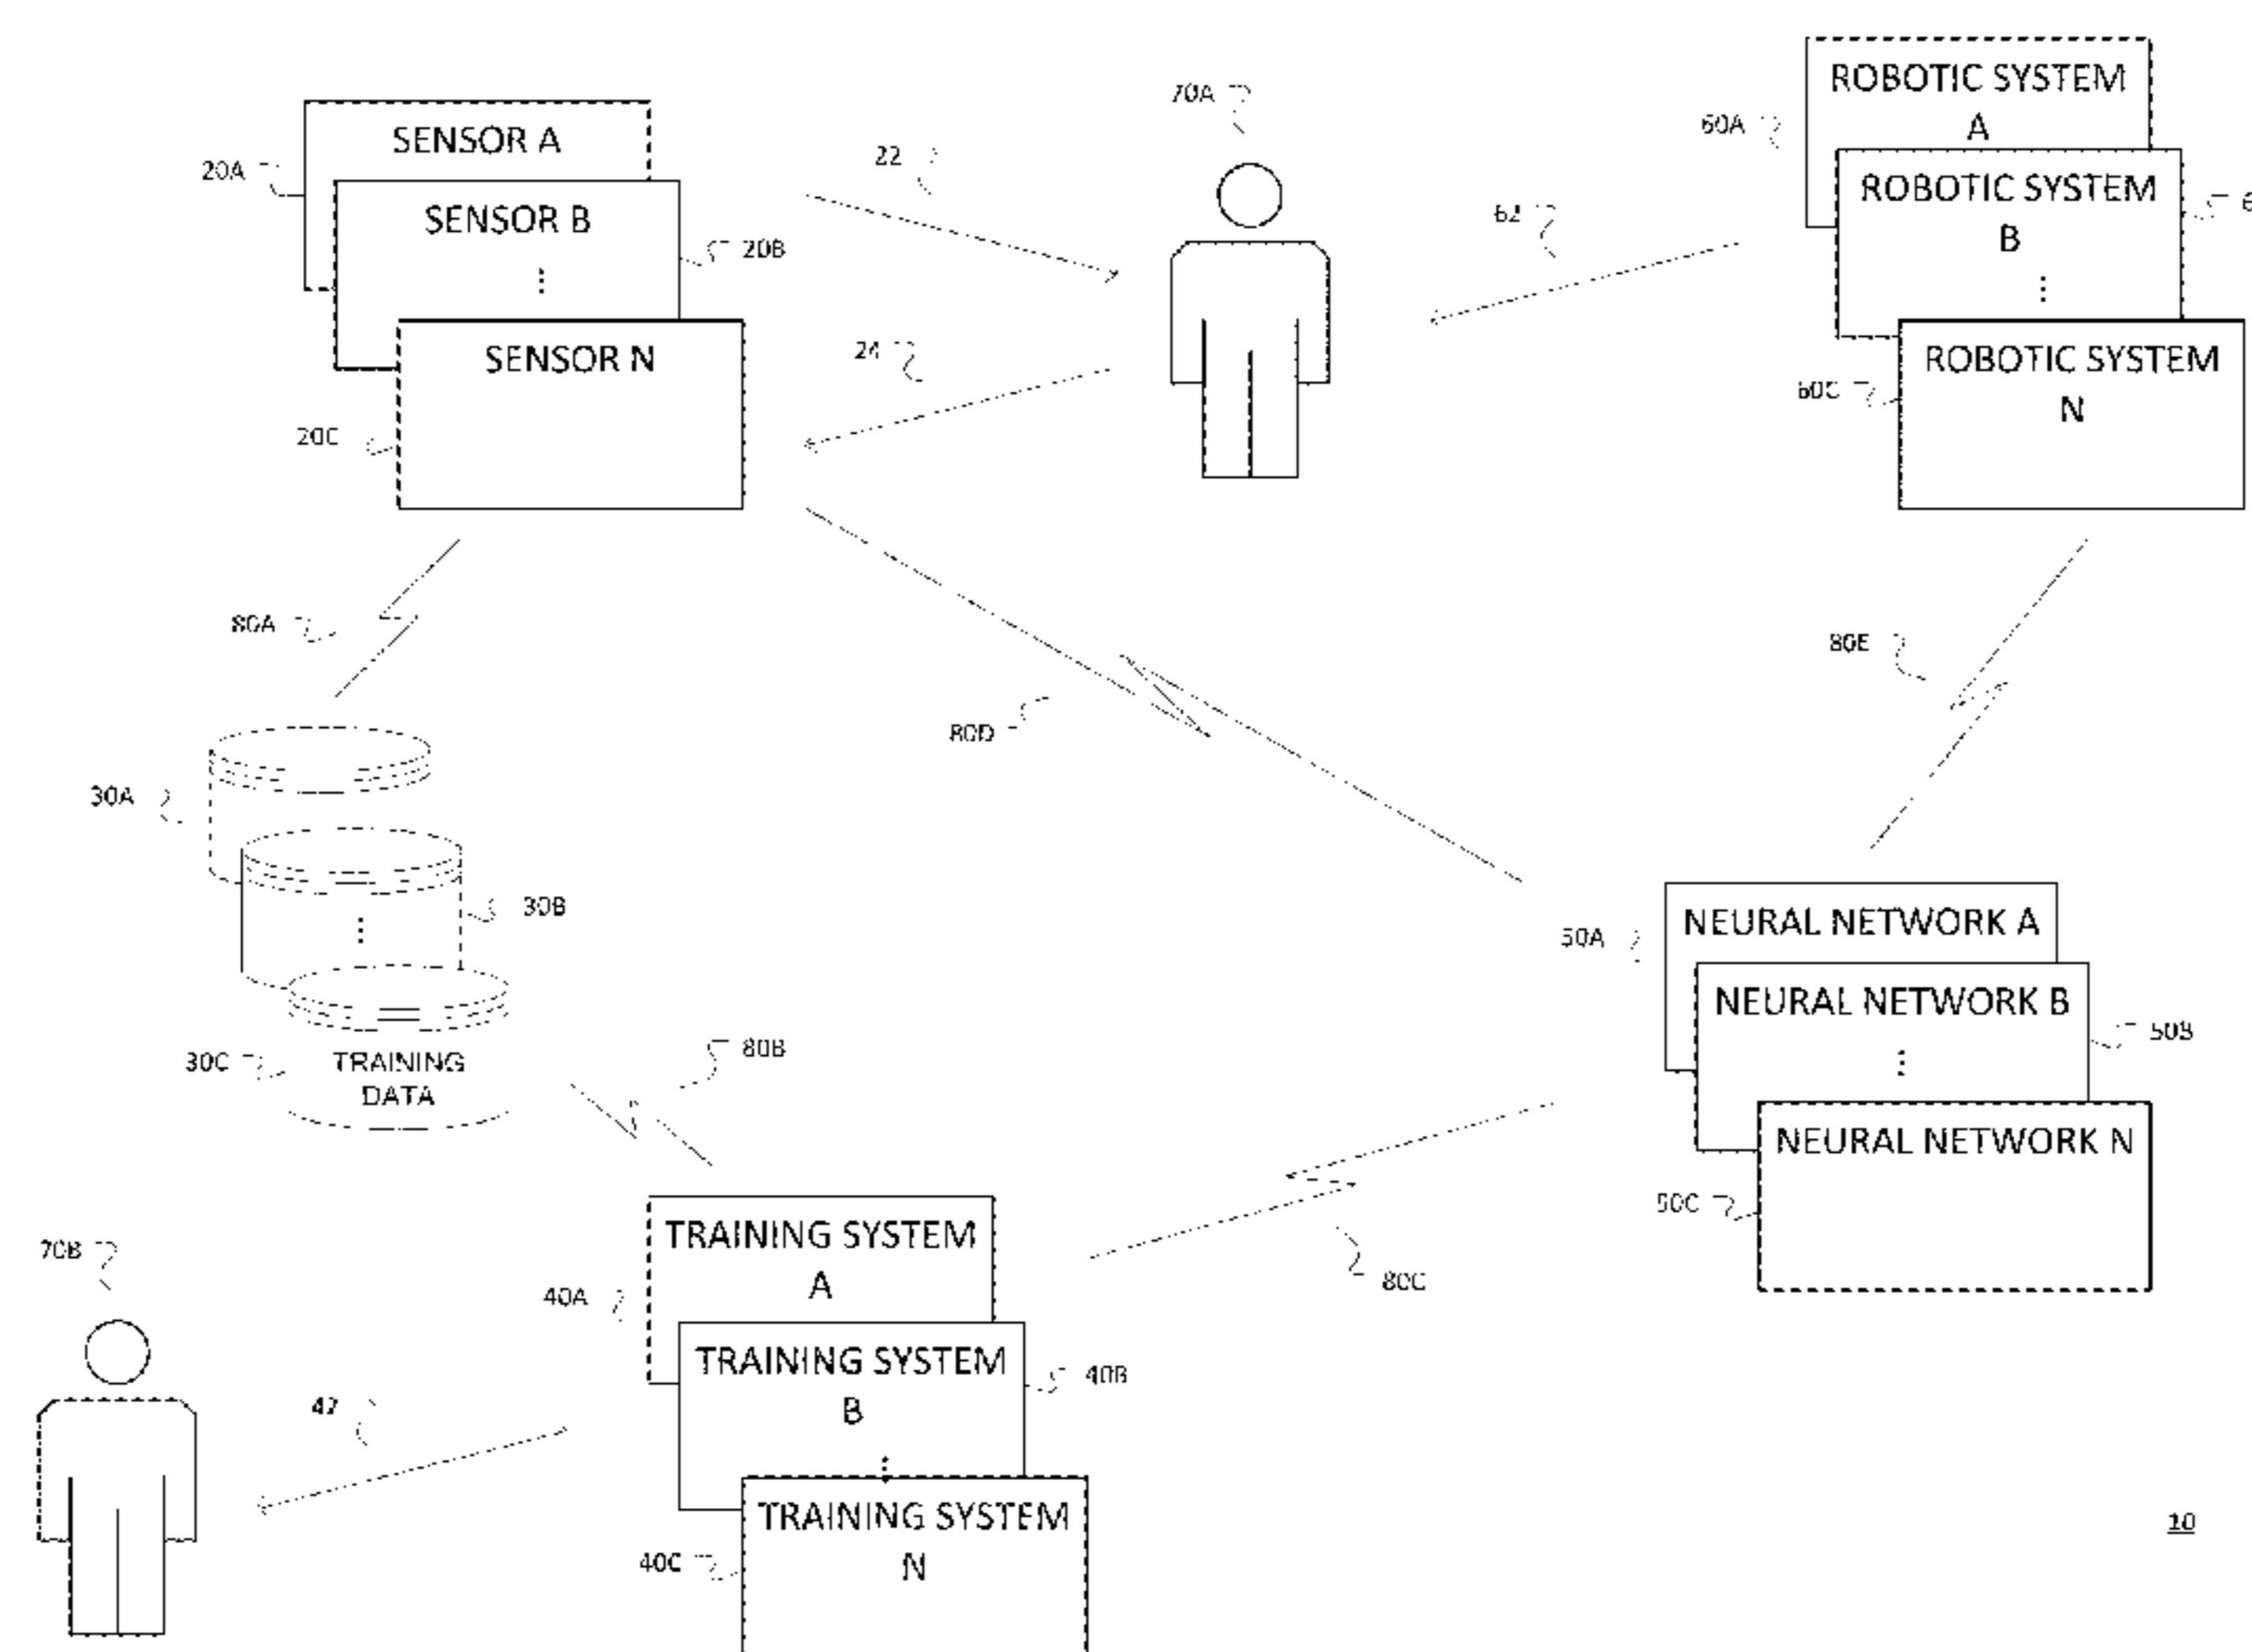 70A
ROBOTIC SYSTEM
A
60A
SENSOR A
20A
22
SENSOR B
20B
ROBOTIC SYSTEM
B
62
SENSOR N
24
20C
ROBOTIC SYSTEM
N
60C
80A
80E
80D
30A
30B
NEURAL NETWORK A
50A
NEURAL NETWORK B
50B
30C
TRAINING
DATA
80B
NEURAL NETWORK N
50C
70B
TRAINING SYSTEM
A
40A
80C
TRAINING SYSTEM
B
40B
42
TRAINING SYSTEM
N
40C
10